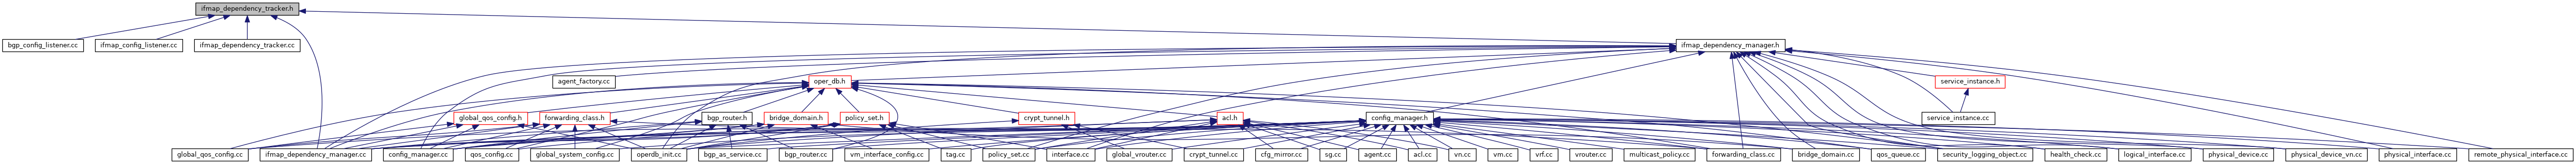 ifmap_dependency_tracker.h
bgp_config_listener.cc
ifmap_config_listener.cc
ifmap_dependency_tracker.cc
ifmap_dependency_manager.h
agent_factory.cc
oper_db.h
service_instance.h
global_qos_config.h
forwarding_class.h
bgp_router.h
bridge_domain.h
policy_set.h
crypt_tunnel.h
acl.h
config_manager.h
service_instance.cc
global_qos_config.cc
ifmap_dependency_manager.cc
config_manager.cc
qos_config.cc
global_system_config.cc
operdb_init.cc
bgp_as_service.cc
bgp_router.cc
vm_interface_config.cc
tag.cc
policy_set.cc
interface.cc
global_vrouter.cc
crypt_tunnel.cc
cfg_mirror.cc
sg.cc
agent.cc
acl.cc
vn.cc
vm.cc
vrf.cc
vrouter.cc
multicast_policy.cc
forwarding_class.cc
bridge_domain.cc
qos_queue.cc
security_logging_object.cc
health_check.cc
logical_interface.cc
physical_device.cc
physical_device_vn.cc
physical_interface.cc
remote_physical_interface.cc